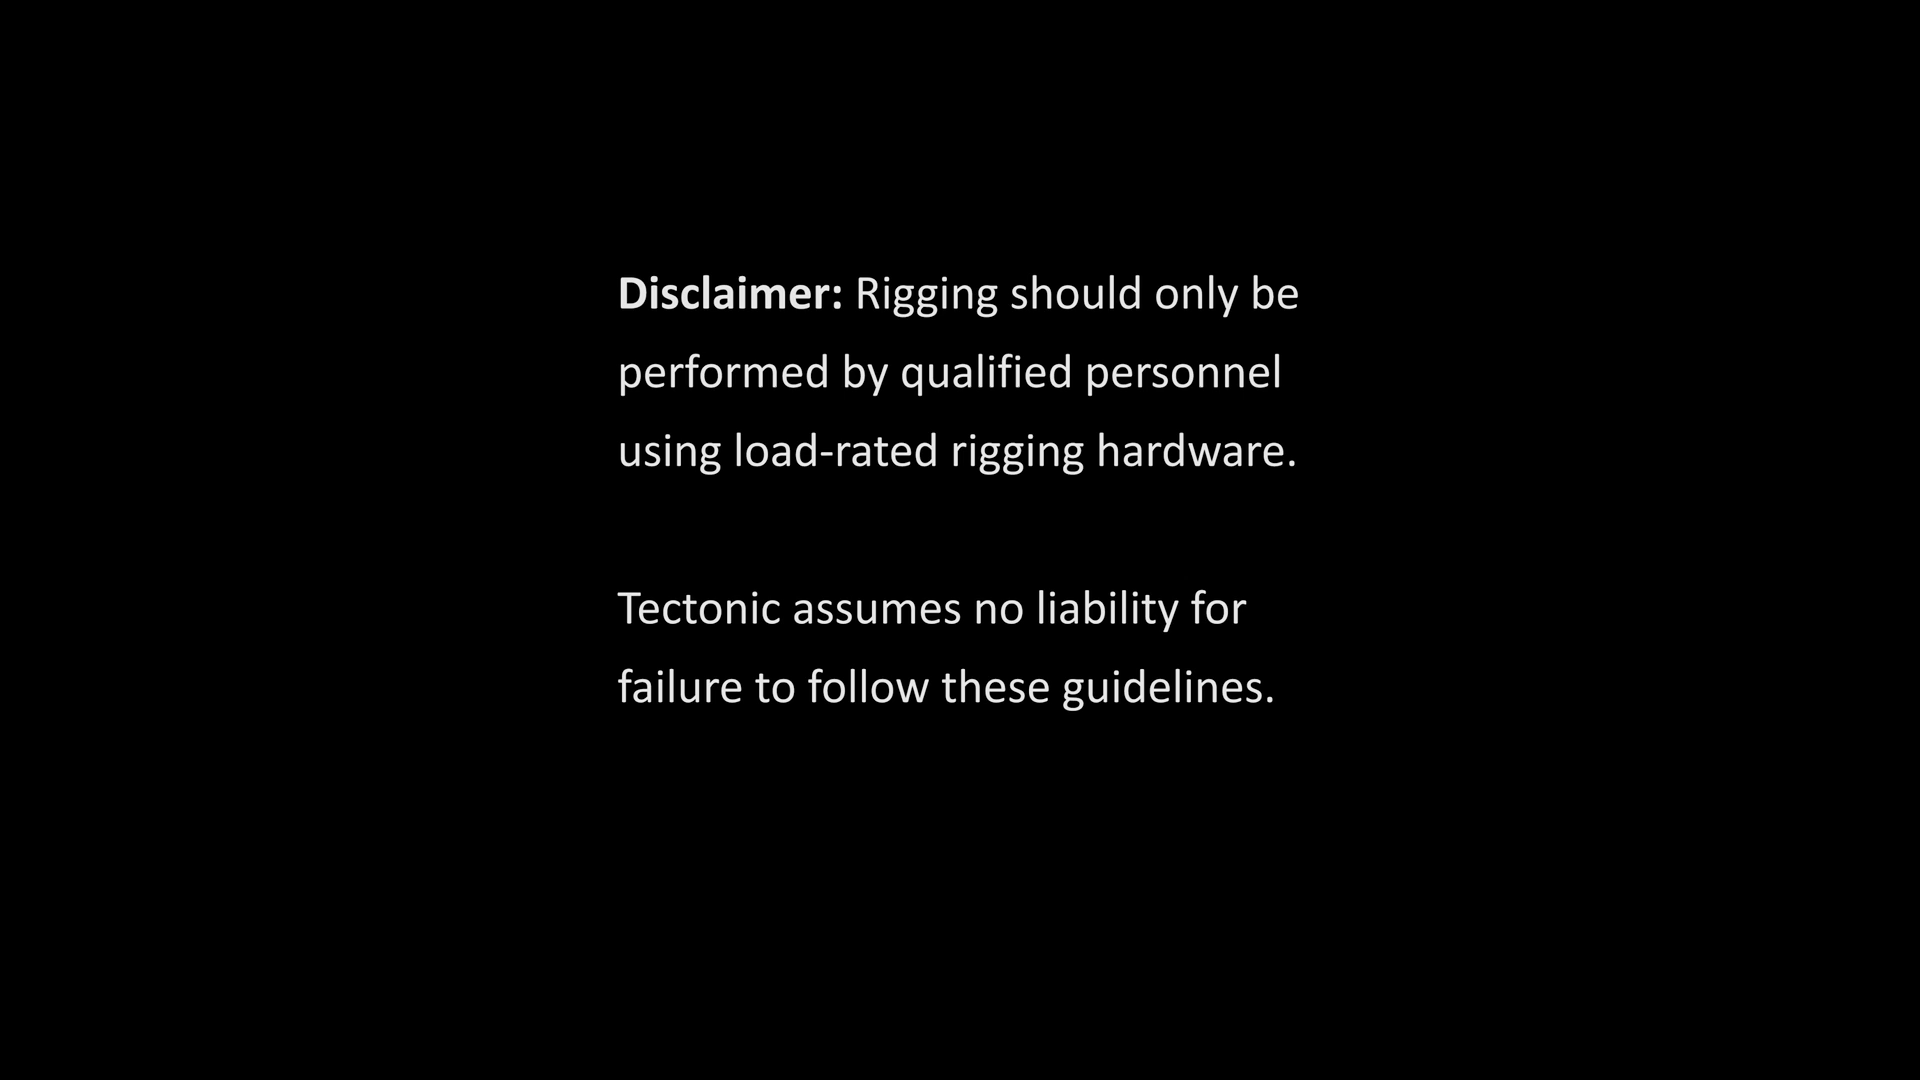 Disclaimer: Rigging should only be
performed by qualified personnel
using load-rated rigging hardware.
Tectonic assumes no liability for
failure to follow these guidelines.